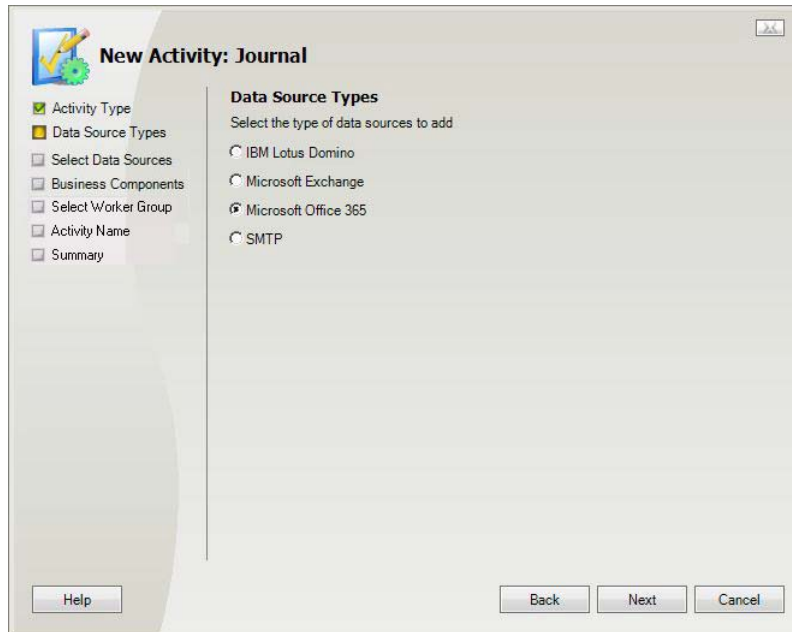 New Activity: Journal
Activity Type
Data Source Types
Select Data Sources
Business Components
Select Worker Group
Activity Name
Summary
Data Source Types
Select the type of data sources to add
IBM Lotus Domino
Microsoft Exchange
Microsoft Office 365
SMTP
Help
Back
Next
Cancel